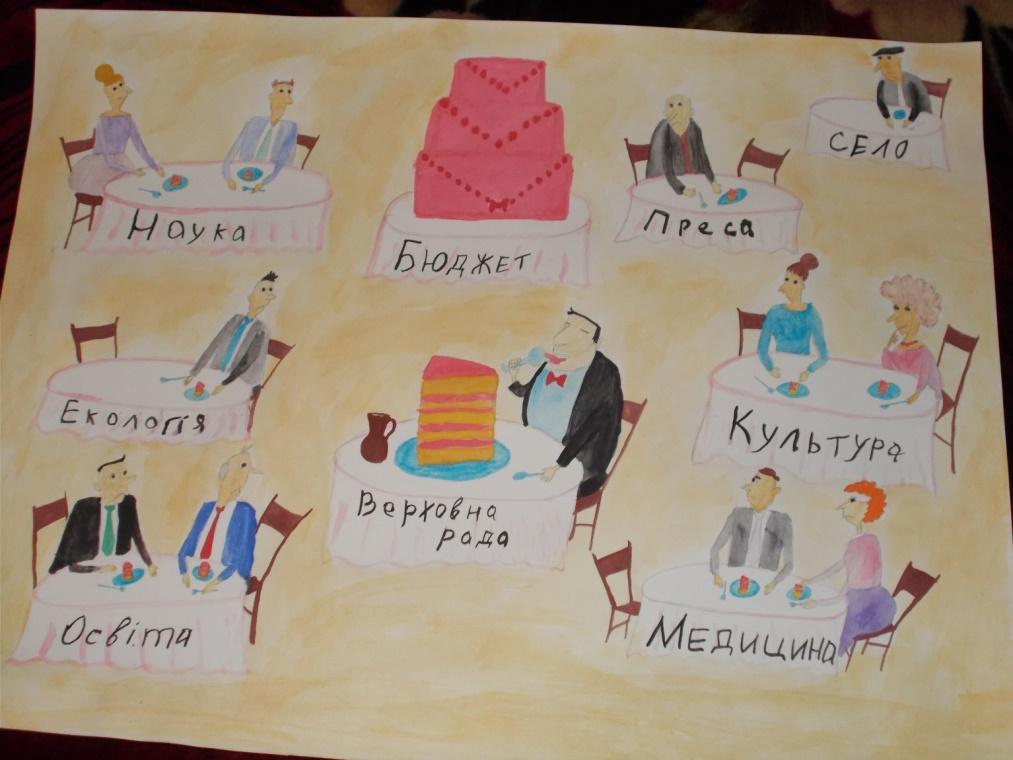 Наука
Бюджет
Преса
СЕЛО
Екологія
Верховна
рада
Культура
Освіта
Медицина